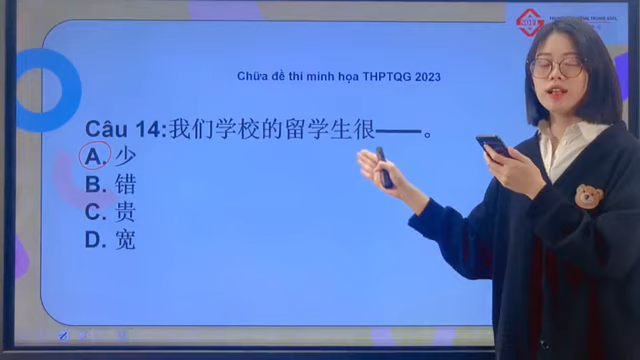 Chữa đề thi minh họa THPTQG 2023
Câu 14:我们学校的留学生很——。
A. 少
B. 错
C. 贵
D. 宽